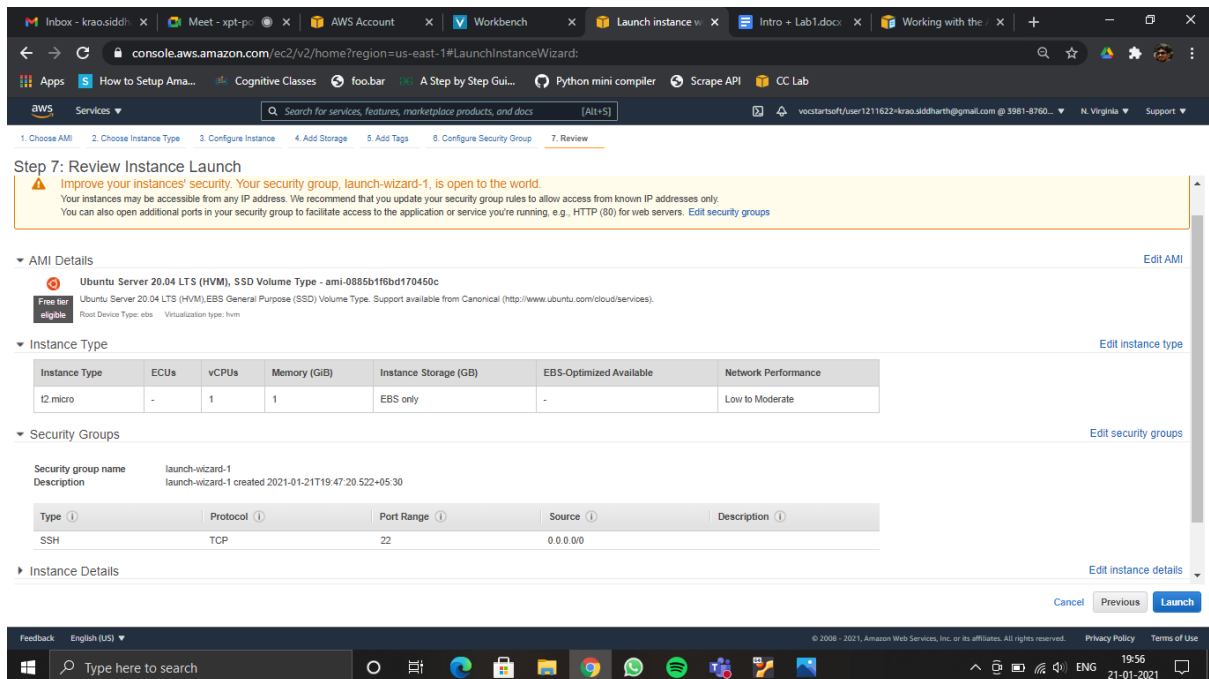 Inbox - krao.siddh
Meet - xpt-po
AWS Account
Workbench
Launch instance w
Intro + Lab1.docx
Working with the
console.aws.amazon.com/ec2/v2/home?region=us-east-1#LaunchInstanceWizard:
Apps
How to Setup Ama...
Cognitive Classes
foo.bar
A Step by Step Gui...
Python mini compiler
Scrape API
CC Lab
aws
Services
Search for services, features, marketplace products, and docs
[Alt+S]
vocstartsoft/user1211622=krao.siddharth@gmail.com @ 3981-8760...
N. Virginia
Support
1. Choose AMI
2. Choose Instance Type
3. Configure Instance
4. Add Storage
5. Add Tags
6. Configure Security Group
7. Review
Step 7: Review Instance Launch
Improve your instances' security. Your security group, launch-wizard-1, is open to the world.
Your instances may be accessible from any IP address. We recommend that you update your security group rules to allow access from known IP addresses only.
You can also open additional ports in your security group to facilitate access to the application or service you're running, e.g., HTTP (80) for web servers. Edit security groups
AMI Details
Edit AMI
Ubuntu Server 20.04 LTS (HVM), SSD Volume Type - ami-0885b1f6bd170450c
Free tier eligible
Ubuntu Server 20.04 LTS (HVM),EBS General Purpose (SSD) Volume Type. Support available from Canonical (http://www.ubuntu.com/cloud/services).
Root Device Type: ebs Virtualization type: hvm
Instance Type
Edit instance type
Instance Type ECUs vCPUs Memory (GiB) Instance Storage (GB) EBS-Optimized Available Network Performance
t2.micro - 1 1 EBS only - Low to Moderate
Security Groups
Edit security groups
Security group name launch-wizard-1
Description launch-wizard-1 created 2021-01-21T19:47:20.522+05:30
Type Protocol Port Range Source Description
SSH TCP 22 0.0.0.0/0
Instance Details
Edit instance details
Cancel Previous Launch
Feedback English (US)
© 2008 - 2021, Amazon Web Services, Inc. or its affiliates. All rights reserved. Privacy Policy Terms of Use
Type here to search
ENG
19:56
21-01-2021